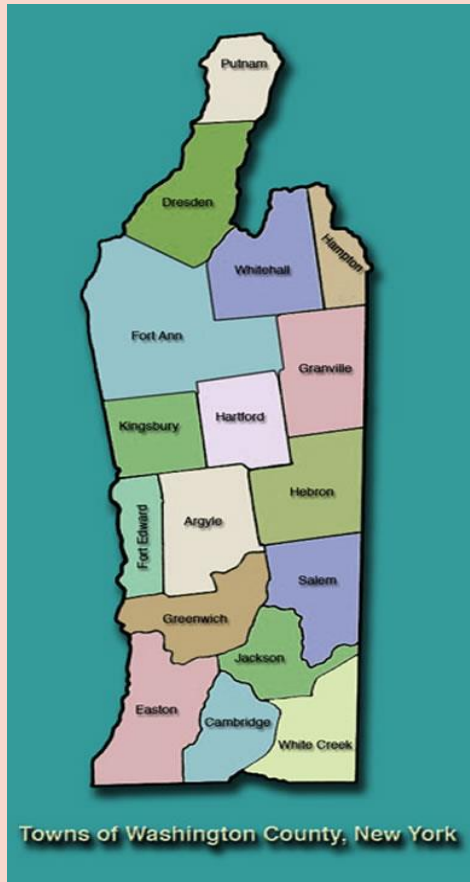 Putnam
Dresden
Whitehall
Hampton
Fort Ann
Granville
Hartford
Kingsbury
Hebron
Fort Edward
Argyle
Salem
Greenwich
Jackson
Easton
Cambridge
White Creek
Towns of Washington County, New York